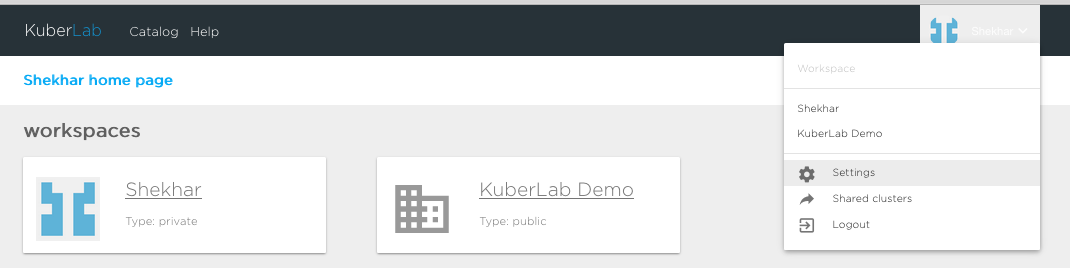 KuberLab Catalog Help Shekhar
Workspace
Shekhar home page
Shekhar
KuberLab Demo
workspaces
Settings
Shared clusters
Logout
Shekhar
Type: private
KuberLab Demo
Type: public